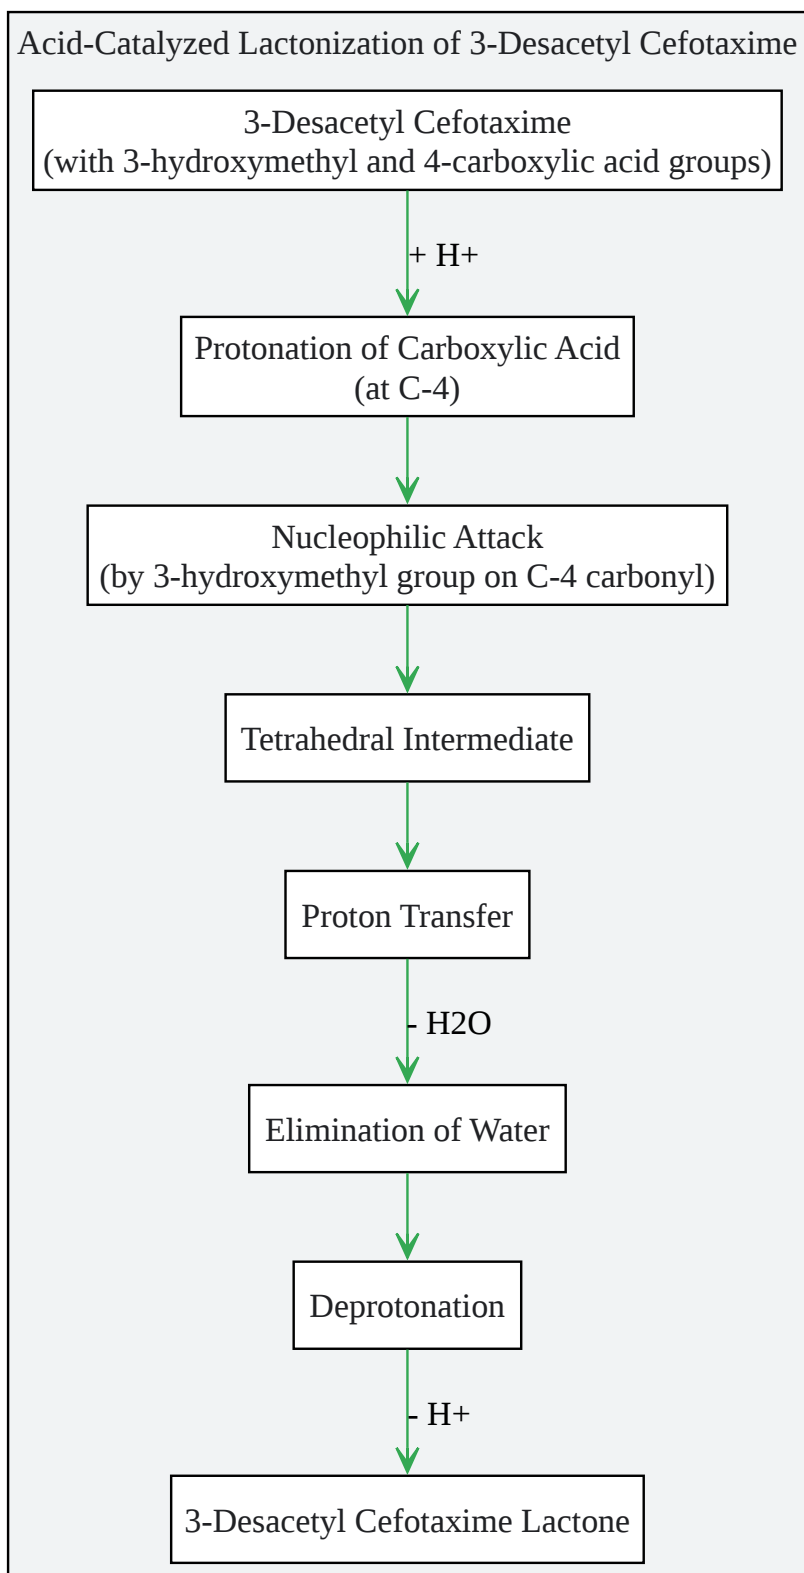 Acid-Catalyzed Lactonization of 3-Desacetyl Cefotaxime
3-Desacetyl Cefotaxime
(with 3-hydroxymethyl and 4-carboxylic acid groups)
+ H+
Protonation of Carboxylic Acid
(at C-4)
Nucleophilic Attack
(by 3-hydroxymethyl group on C-4 carbonyl)
Tetrahedral Intermediate
Proton Transfer
- H2O
Elimination of Water
Deprotonation
- H+
3-Desacetyl Cefotaxime Lactone